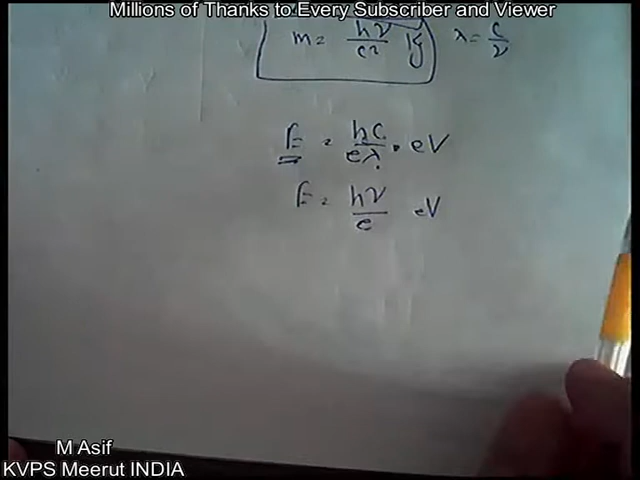 Millions of Thanks to Every Subscriber and Viewer
m = hν/c² Kg λ = c/ν
E = hc/eλ · eV
E = hν/e eV
M Asif
KVPS Meerut INDIA